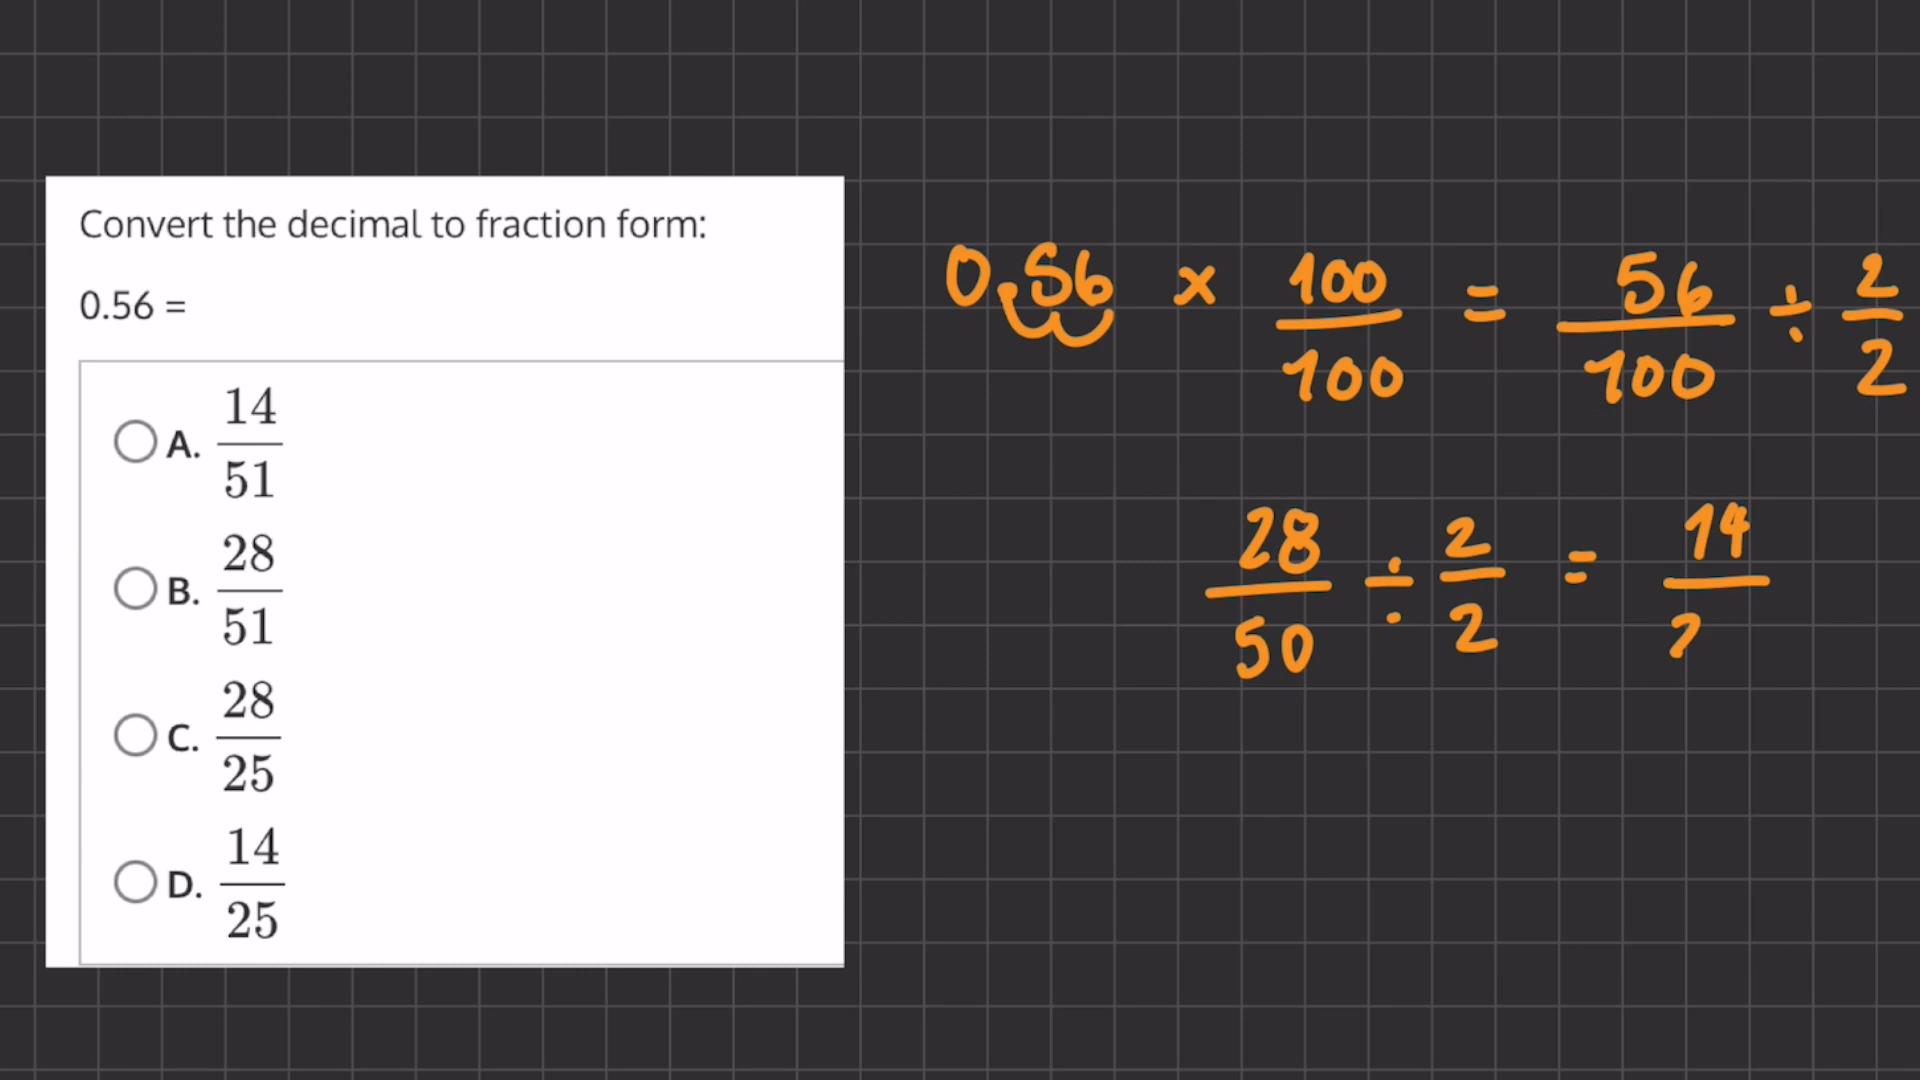 Convert the decimal to fraction form:
0.56 =
A. 14/51
B. 28/51
C. 28/25
D. 14/25
0.56 × 100/100 = 56/100 ÷ 2/2
28/50 ÷ 2/2 = 14/2